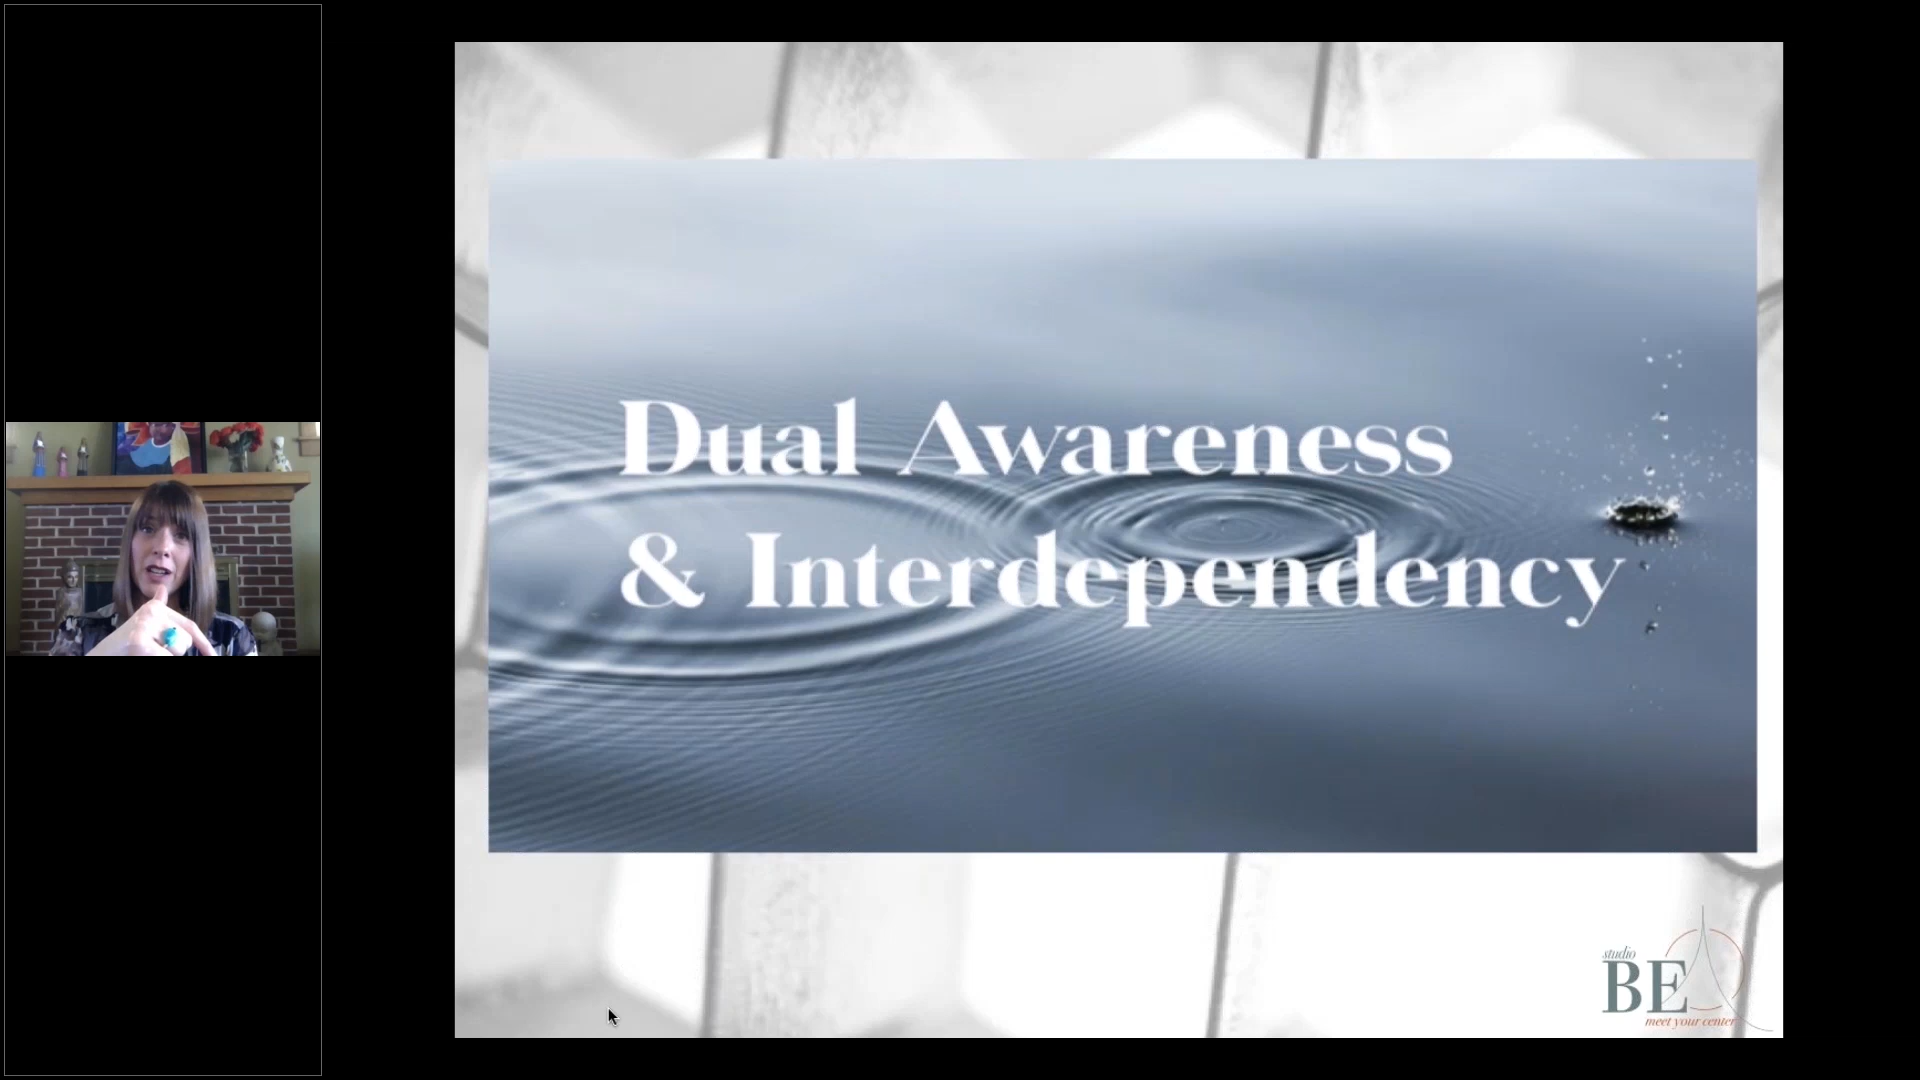 Dual Awareness
& Interdependency
studio
BE
meet your center